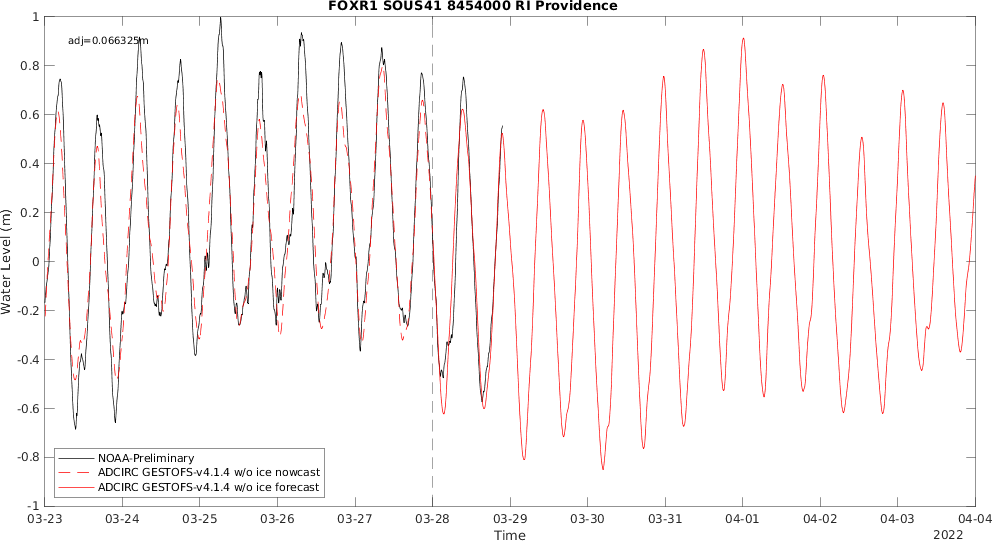 FOXR1 SOUS41 8454000 RI Providence
adj=0.066325m
Water Level (m)
1
0.8
0.6
0.4
0.2
0
-0.2
-0.4
-0.6
-0.8
-1
NOAA-Preliminary
ADCIRC GESTOFS-v4.1.4 w/o ice nowcast
ADCIRC GESTOFS-v4.1.4 w/o ice forecast
03-23 03-24 03-25 03-26 03-27 03-28 03-29 03-30 03-31 04-01 04-02 04-03 04-04
Time
2022